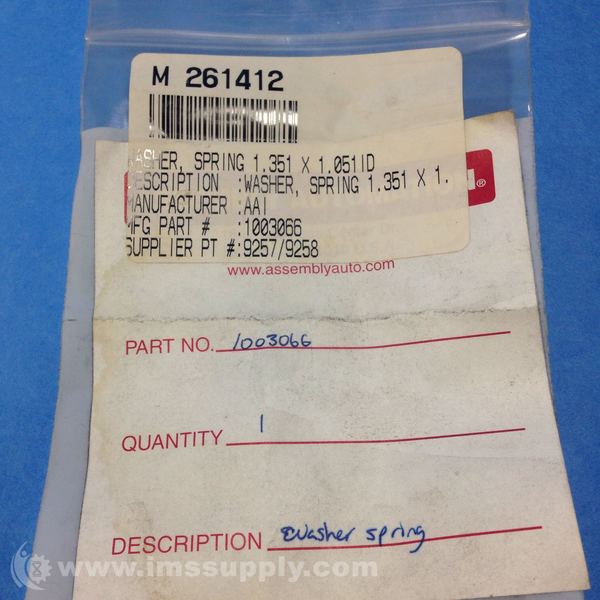 M 261412
WASHER, SPRING 1.351 X 1.051ID
DESCRIPTION :WASHER, SPRING 1.351 X 1.
MANUFACTURER :AAI
MFG PART # :1003066
SUPPLIER PT #:9257/9258
®
www.assemblyauto.com
PART NO. 1003066
QUANTITY 1
DESCRIPTION Washer spring
www.imssupply.com